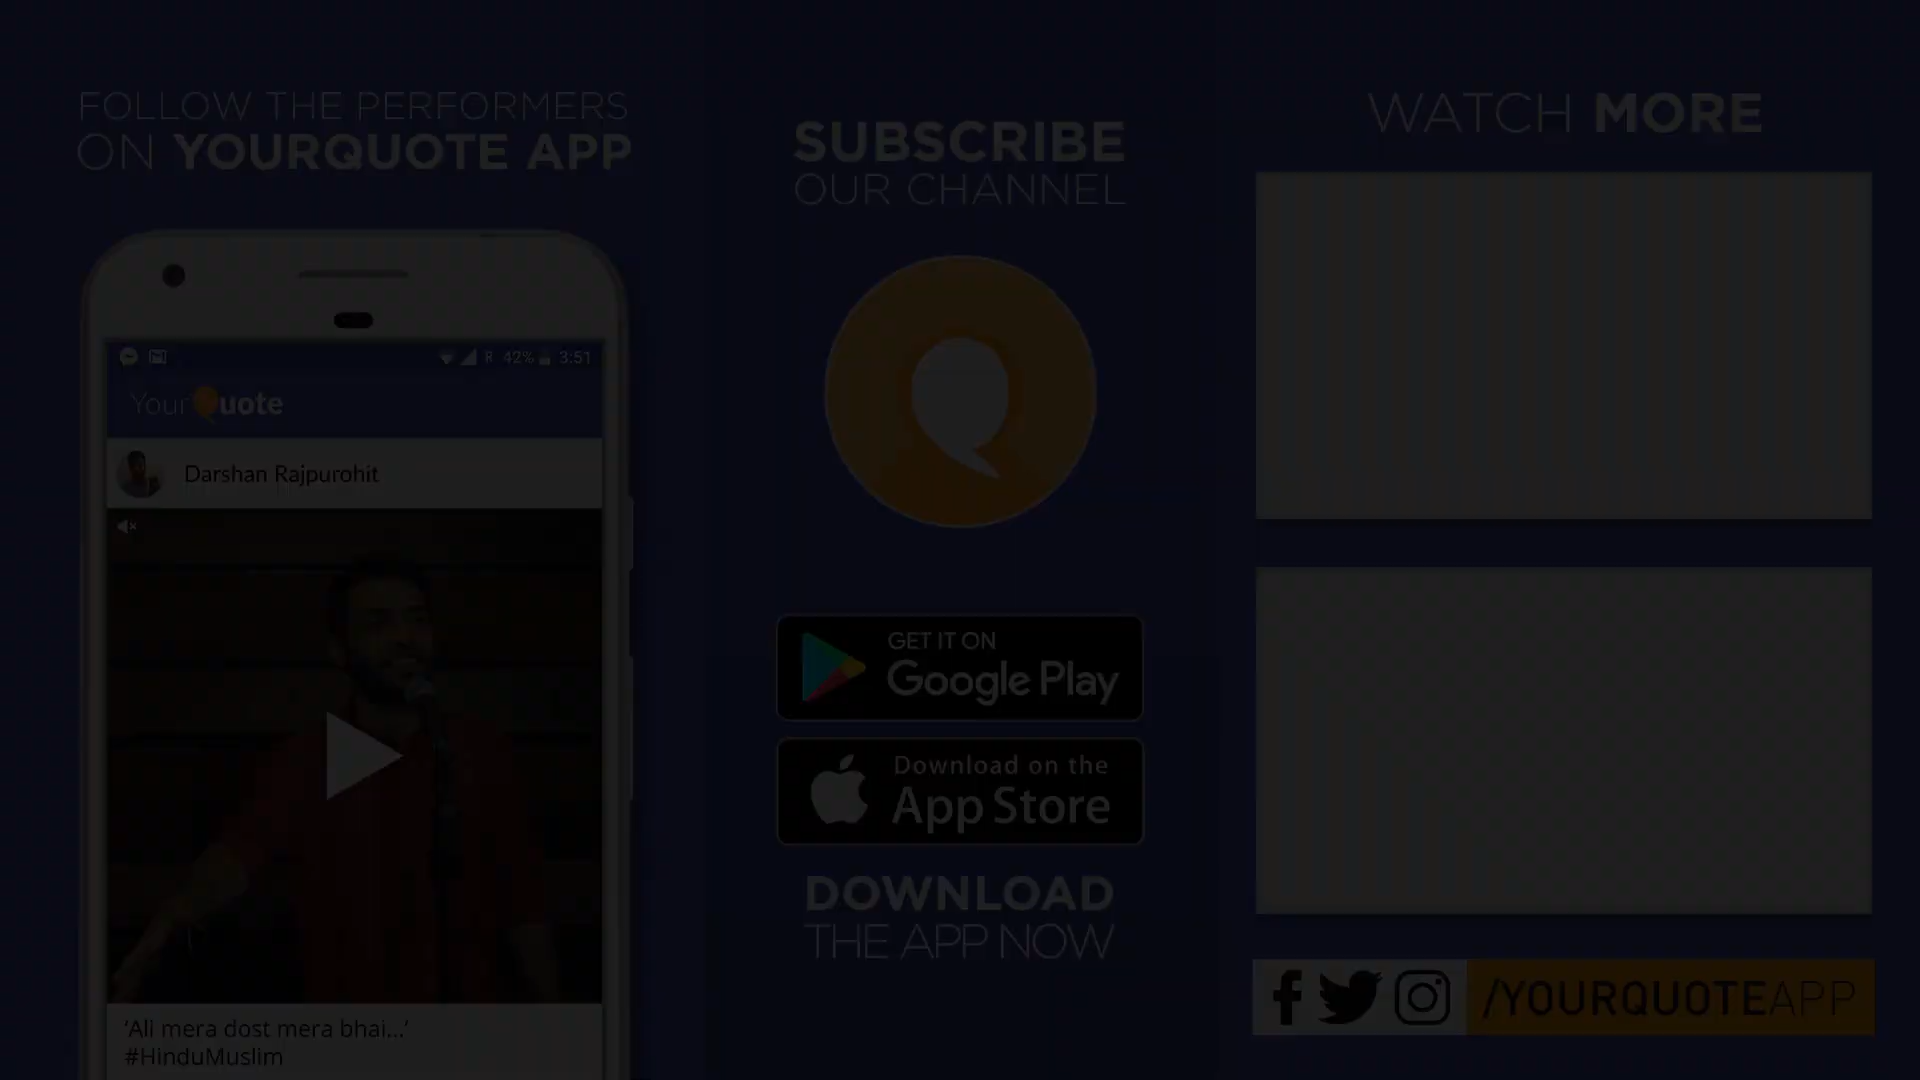 FOLLOW THE PERFORMERS
ON YOURQUOTE APP
R 42% 3:51
YourQuote
Darshan Rajpurohit
'Ali mera dost mera bhai...'
#HinduMuslim
SUBSCRIBE
OUR CHANNEL
GET IT ON
Google Play
Download on the
App Store
DOWNLOAD
THE APP NOW
WATCH MORE
/YOURQUOTEAPP